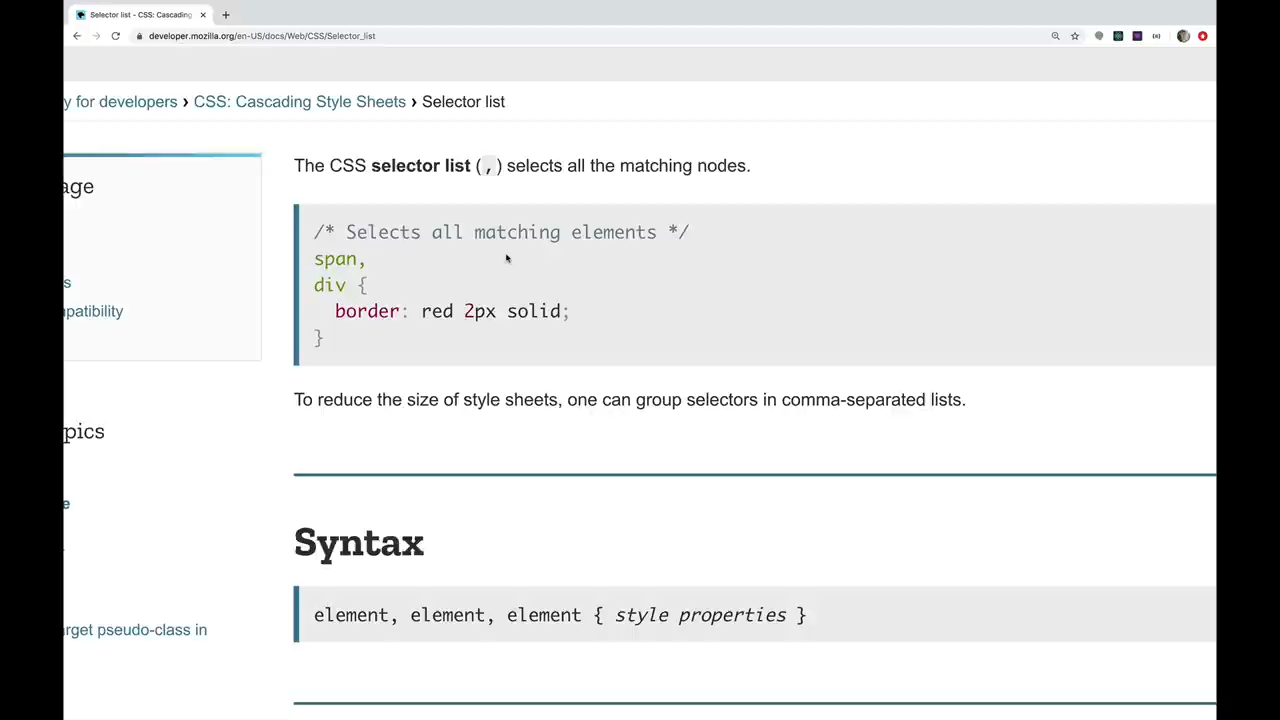 Selector list - CSS: Cascading
developer.mozilla.org/en-US/docs/Web/CSS/Selector_list
y for developers › CSS: Cascading Style Sheets › Selector list
age
s
patibility
pics
e
rget pseudo-class in
The CSS selector list (,) selects all the matching nodes.
/* Selects all matching elements */
span,
div {
border: red 2px solid;
}
To reduce the size of style sheets, one can group selectors in comma-separated lists.
Syntax
element, element, element { style properties }